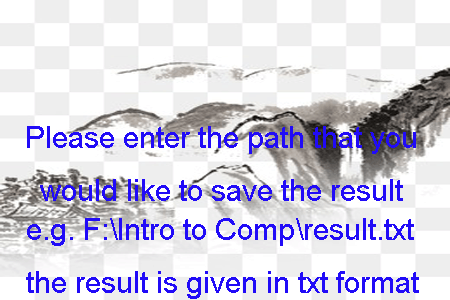 Please enter the path that you
would like to save the result
e.g. F:\Intro to Comp\result.txt
the result is given in txt format